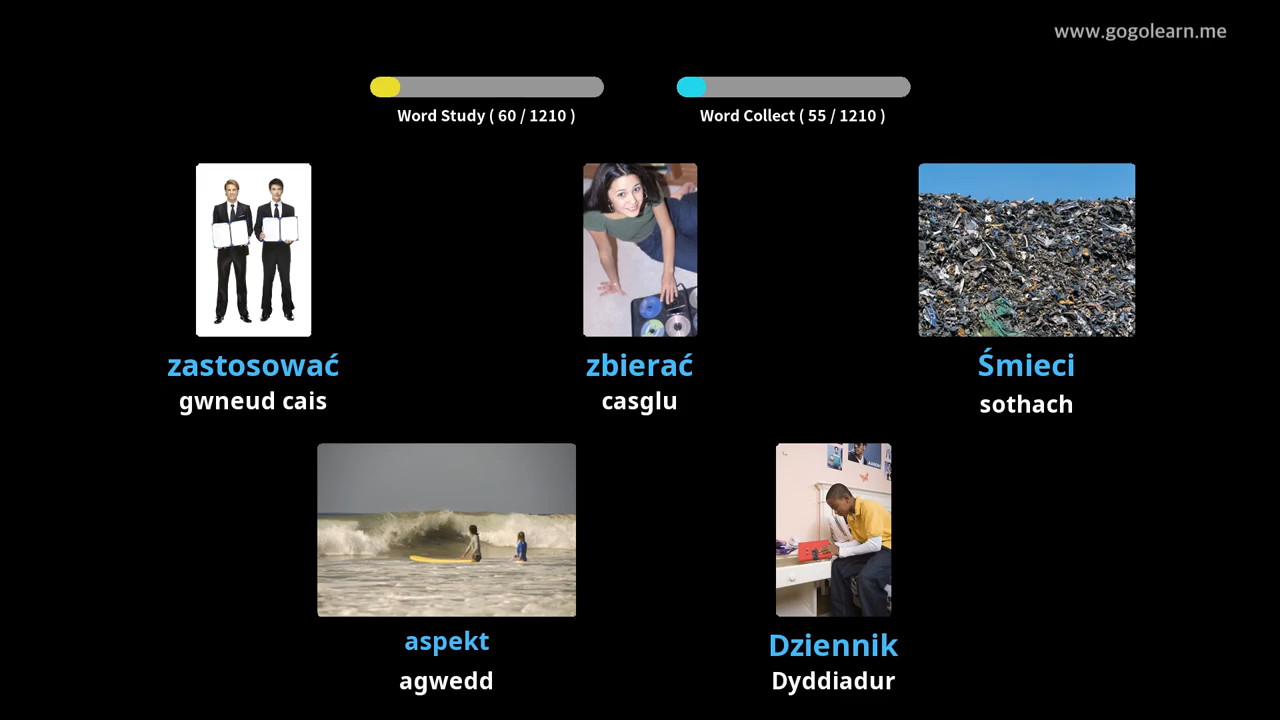 www.gogolearn.me
Word Study ( 60 / 1210 )
Word Collect ( 55 / 1210 )
zastosować
gwneud cais
zbierać
casglu
Śmieci
sothach
aspekt
agwedd
Dziennik
Dyddiadur